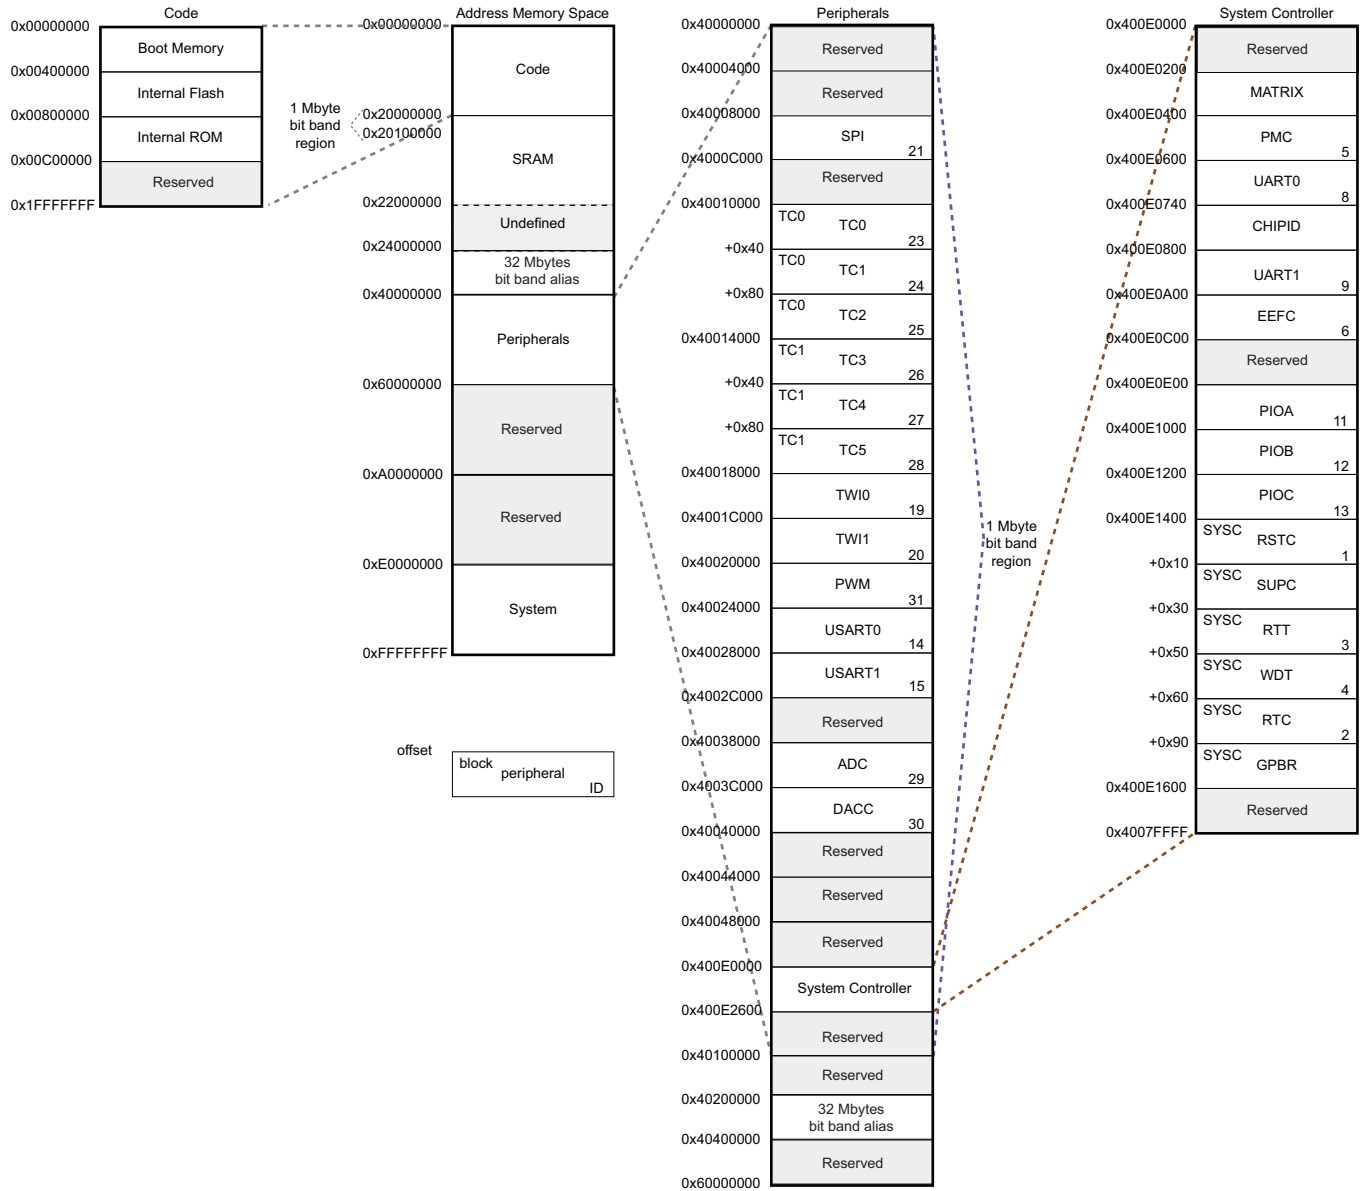 Code
0x00000000
Boot Memory
0x00400000
Internal Flash
0x00800000
Internal ROM
0x00C00000
Reserved
0x1FFFFFFF
1 Mbyte
bit band
region
Address Memory Space
0x00000000
Code
0x20000000
0x20100000
SRAM
0x22000000
Undefined
0x24000000
32 Mbytes
bit band alias
0x40000000
Peripherals
0x60000000
Reserved
0xA0000000
Reserved
0xE0000000
System
0xFFFFFFFF
offset
block
peripheral
ID
Peripherals
0x40000000
Reserved
0x40004000
Reserved
0x40008000
SPI
21
0x4000C000
Reserved
0x40010000
TC0
TC0
23
+0x40
TC0
TC1
24
+0x80
TC0
TC2
25
0x40014000
TC1
TC3
26
+0x40
TC1
TC4
27
+0x80
TC1
TC5
28
0x40018000
TWI0
19
0x4001C000
TWI1
20
0x40020000
PWM
31
0x40024000
USART0
14
0x40028000
USART1
15
0x4002C000
Reserved
0x40038000
ADC
29
0x4003C000
DACC
30
0x40040000
Reserved
0x40044000
Reserved
0x40048000
Reserved
0x400E0000
System Controller
0x400E2600
Reserved
0x40100000
Reserved
0x40200000
32 Mbytes
bit band alias
0x40400000
Reserved
0x60000000
1 Mbyte
bit band
region
System Controller
0x400E0000
Reserved
0x400E0200
MATRIX
0x400E0400
PMC
5
0x400E0600
UART0
8
0x400E0740
CHIPID
0x400E0800
UART1
9
0x400E0A00
EEFC
6
0x400E0C00
Reserved
0x400E0E00
PIOA
11
0x400E1000
PIOB
12
0x400E1200
PIOC
13
0x400E1400
SYSC
RSTC
1
+0x10
SYSC
SUPC
+0x30
SYSC
RTT
3
+0x50
SYSC
WDT
4
+0x60
SYSC
RTC
2
+0x90
SYSC
GPBR
0x400E1600
Reserved
0x4007FFFF